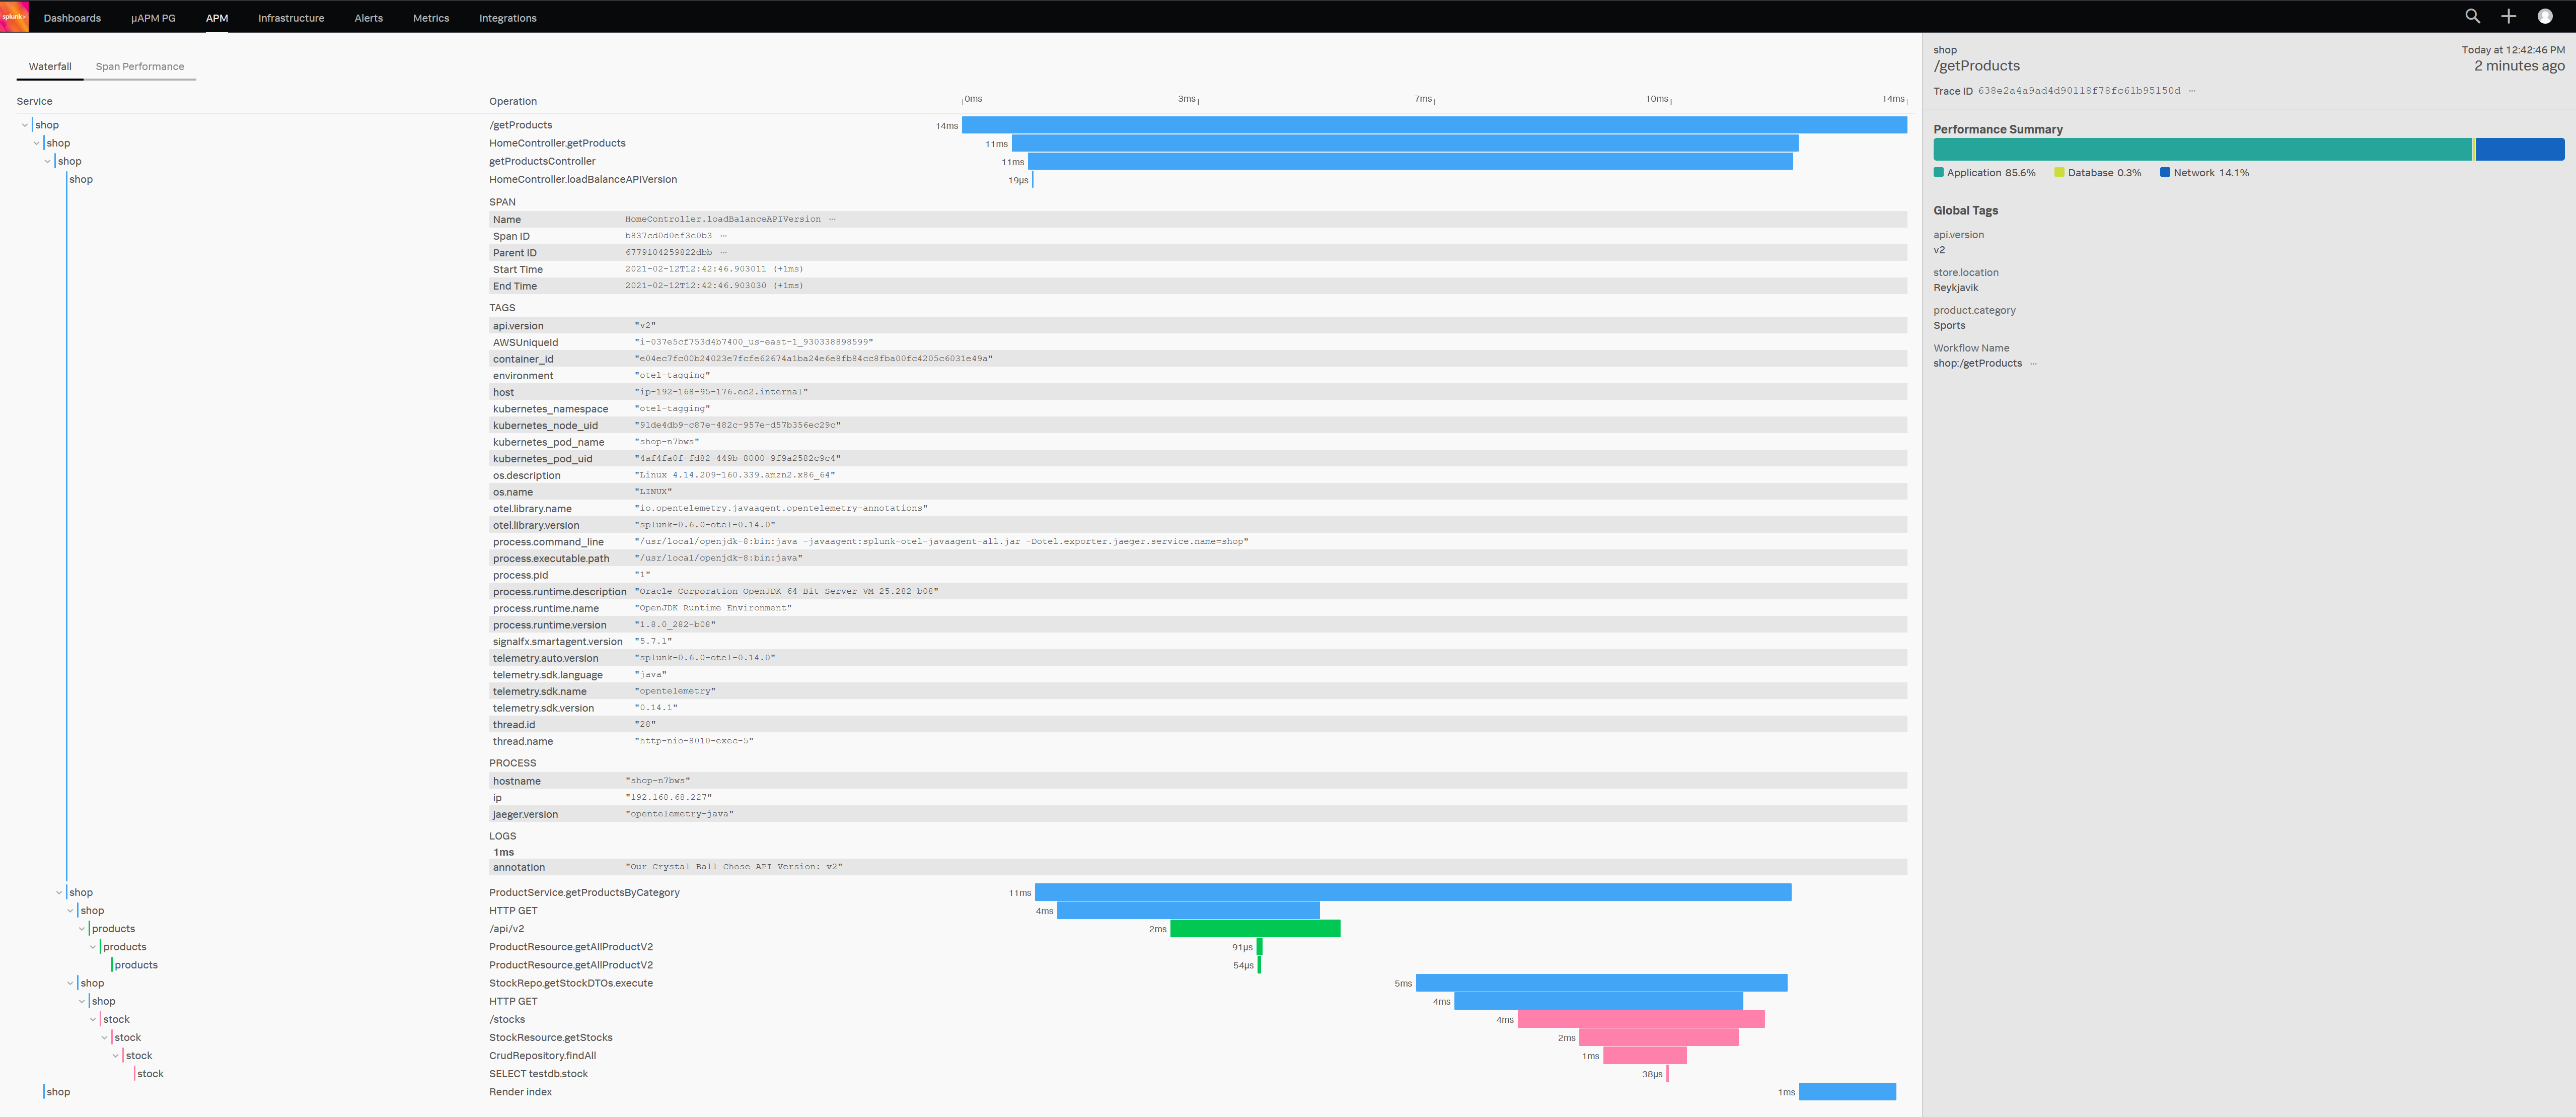 splunk> Dashboards µAPM PG APM Infrastructure Alerts Metrics Integrations
Waterfall Span Performance
Service Operation 0ms 3ms 7ms 10ms 14ms
shop /getProducts 14ms
shop HomeController.getProducts 11ms
shop getProductsController 11ms
shop HomeController.loadBalanceAPIVersion 19µs
SPAN
Name HomeController.loadBalanceAPIVersion ···
Span ID b837cd0d0ef3c0b3 ···
Parent ID 6779104259822dbb ···
Start Time 2021-02-12T12:42:46.903011 (+1ms)
End Time 2021-02-12T12:42:46.903030 (+1ms)
TAGS
api.version "v2"
AWSUniqueId "i-037e5cf753d4b7400_us-east-1_930338898599"
container_id "e04ec7fc00b24023e7fcfe62674a1ba24e6e8fb84cc8fba00fc4205c6031e49a"
environment "otel-tagging"
host "ip-192-168-95-176.ec2.internal"
kubernetes_namespace "otel-tagging"
kubernetes_node_uid "91de4db9-c87e-482c-957e-d57b356ec29c"
kubernetes_pod_name "shop-n7bws"
kubernetes_pod_uid "4af4fa0f-fd82-449b-8000-9f9a2582c9c4"
os.description "Linux 4.14.209-160.339.amzn2.x86_64"
os.name "LINUX"
otel.library.name "io.opentelemetry.javaagent.opentelemetry-annotations"
otel.library.version "splunk-0.6.0-otel-0.14.0"
process.command_line "/usr/local/openjdk-8:bin:java -javaagent:splunk-otel-javaagent-all.jar -Dotel.exporter.jaeger.service.name=shop"
process.executable.path "/usr/local/openjdk-8:bin:java"
process.pid "1"
process.runtime.description "Oracle Corporation OpenJDK 64-Bit Server VM 25.282-b08"
process.runtime.name "OpenJDK Runtime Environment"
process.runtime.version "1.8.0_282-b08"
signalfx.smartagent.version "5.7.1"
telemetry.auto.version "splunk-0.6.0-otel-0.14.0"
telemetry.sdk.language "java"
telemetry.sdk.name "opentelemetry"
telemetry.sdk.version "0.14.1"
thread.id "28"
thread.name "http-nio-8010-exec-5"
PROCESS
hostname "shop-n7bws"
ip "192.168.68.227"
jaeger.version "opentelemetry-java"
LOGS
1ms
annotation "Our Crystal Ball Chose API Version: v2"
shop ProductService.getProductsByCategory 11ms
shop HTTP GET 4ms
products /api/v2 2ms
products ProductResource.getAllProductV2 91µs
products ProductResource.getAllProductV2 54µs
shop StockRepo.getStockDTOs.execute 5ms
shop HTTP GET 4ms
stock /stocks 4ms
stock StockResource.getStocks 2ms
stock CrudRepository.findAll 1ms
stock SELECT testdb.stock 38µs
shop Render index 1ms
shop Today at 12:42:46 PM
/getProducts 2 minutes ago
Trace ID 638e2a4a9ad4d90118f78fc61b95150d ···
Performance Summary
Application 85.6% Database 0.3% Network 14.1%
Global Tags
api.version
v2
store.location
Reykjavik
product.category
Sports
Workflow Name
shop:/getProducts ···